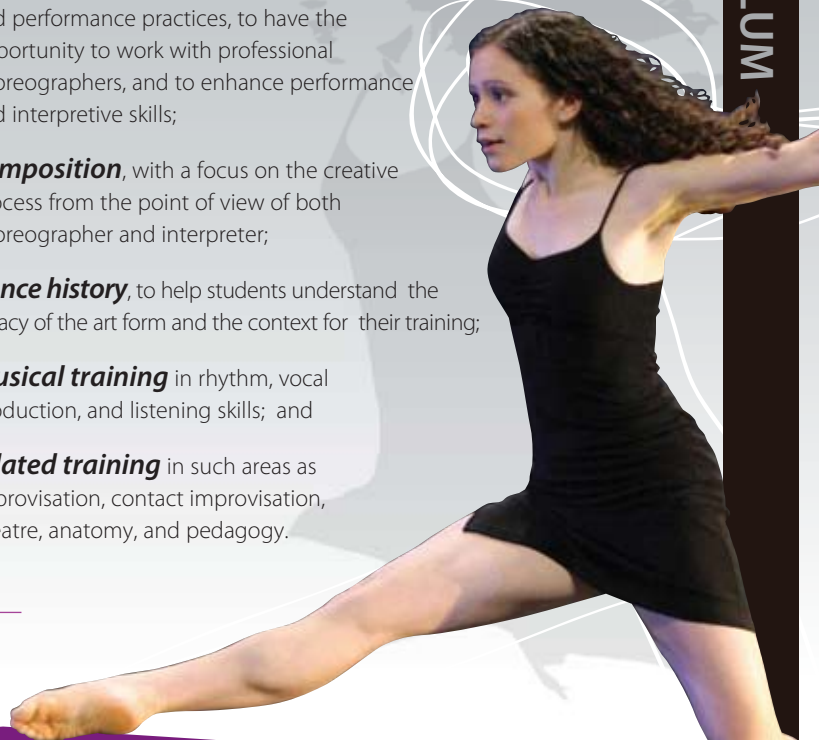 d performance practices, to have the
portunity to work with professional
oreographers, and to enhance performance
d interpretive skills;
mposition, with a focus on the creative
ocess from the point of view of both
oreographer and interpreter;
nce history, to help students understand the
acy of the art form and the context for their training;
usical training in rhythm, vocal
oduction, and listening skills; and
lated training in such areas as
provisation, contact improvisation,
eatre, anatomy, and pedagogy.
LUM